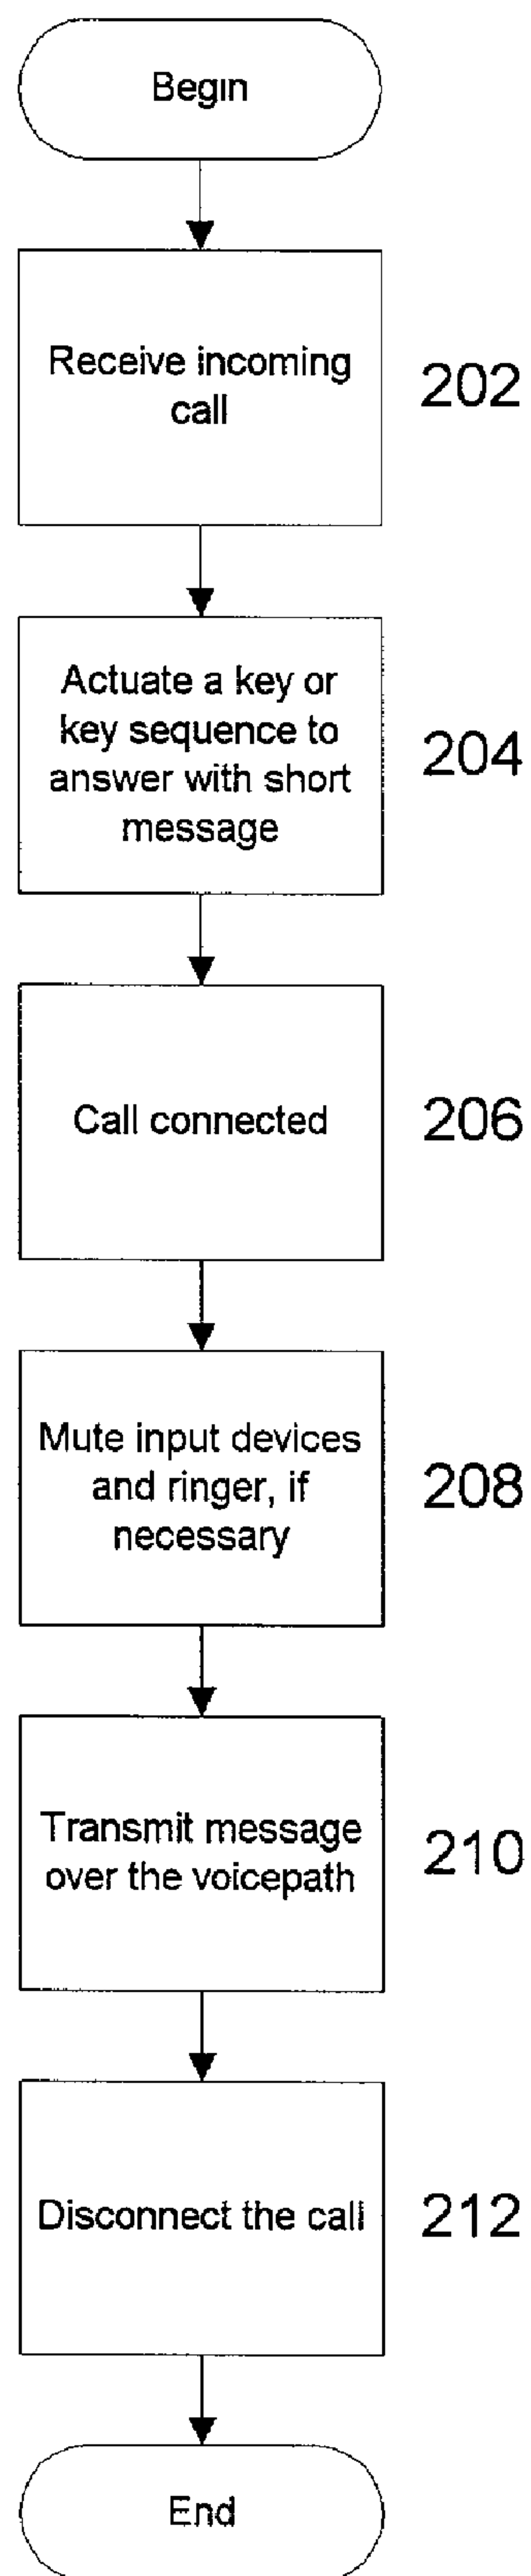 Begin
Receive incoming
call
202
Actuate a key or
key sequence to
answer with short
message
204
Call connected
206
Mute input devices
and ringer, if
necessary
208
Transmit message
over the voicepath
210
Disconnect the call
212
End